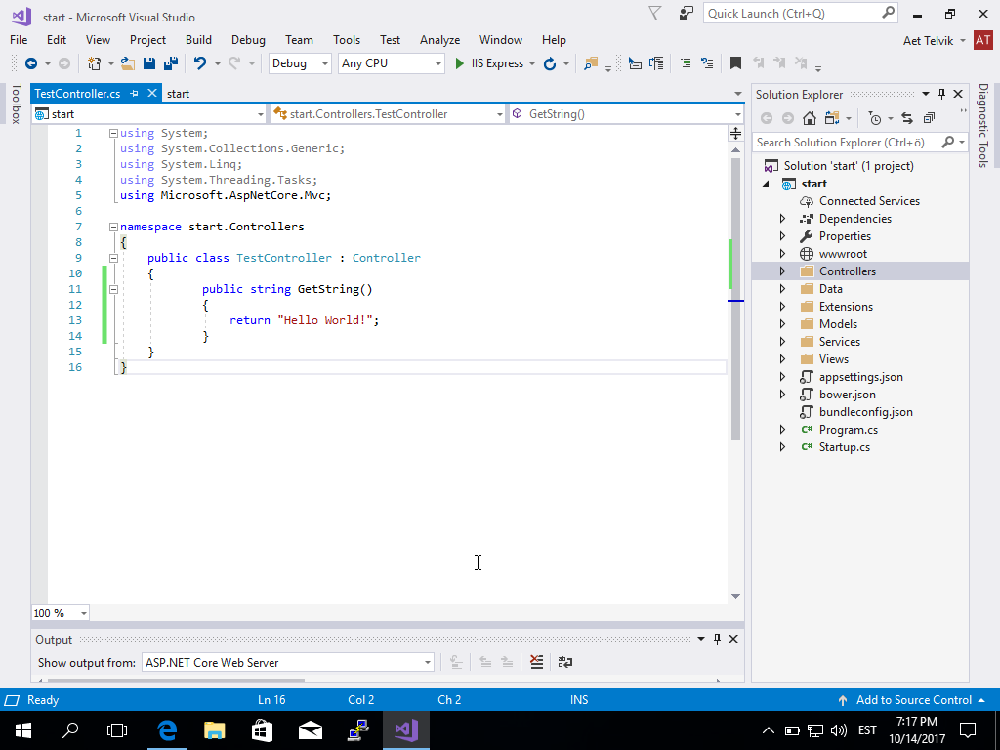 start - Microsoft Visual Studio
Quick Launch (Ctrl+Q)
File Edit View Project Build Debug Team Tools Test Analyze Window Help
Aet Telvik AT
Debug Any CPU IIS Express
Toolbox
TestController.cs start
start start.Controllers.TestController GetString()
1 using System;
2 using System.Collections.Generic;
3 using System.Linq;
4 using System.Threading.Tasks;
5 using Microsoft.AspNetCore.Mvc;
6
7 namespace start.Controllers
8 {
9 public class TestController : Controller
10 {
11 public string GetString()
12 {
13 return "Hello World!";
14 }
15 }
16 }
100 %
Output
Show output from: ASP.NET Core Web Server
Solution Explorer
Search Solution Explorer (Ctrl+ö)
Solution 'start' (1 project)
start
Connected Services
Dependencies
Properties
wwwroot
Controllers
Data
Extensions
Models
Services
Views
appsettings.json
bower.json
bundleconfig.json
C# Program.cs
C# Startup.cs
Diagnostic Tools
Ready Ln 16 Col 2 Ch 2 INS Add to Source Control
EST 7:17 PM
10/14/2017